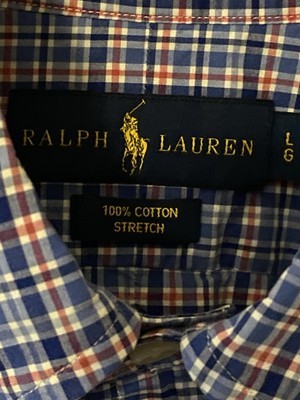 RALPH LAUREN
L
G
100% COTTON
STRETCH